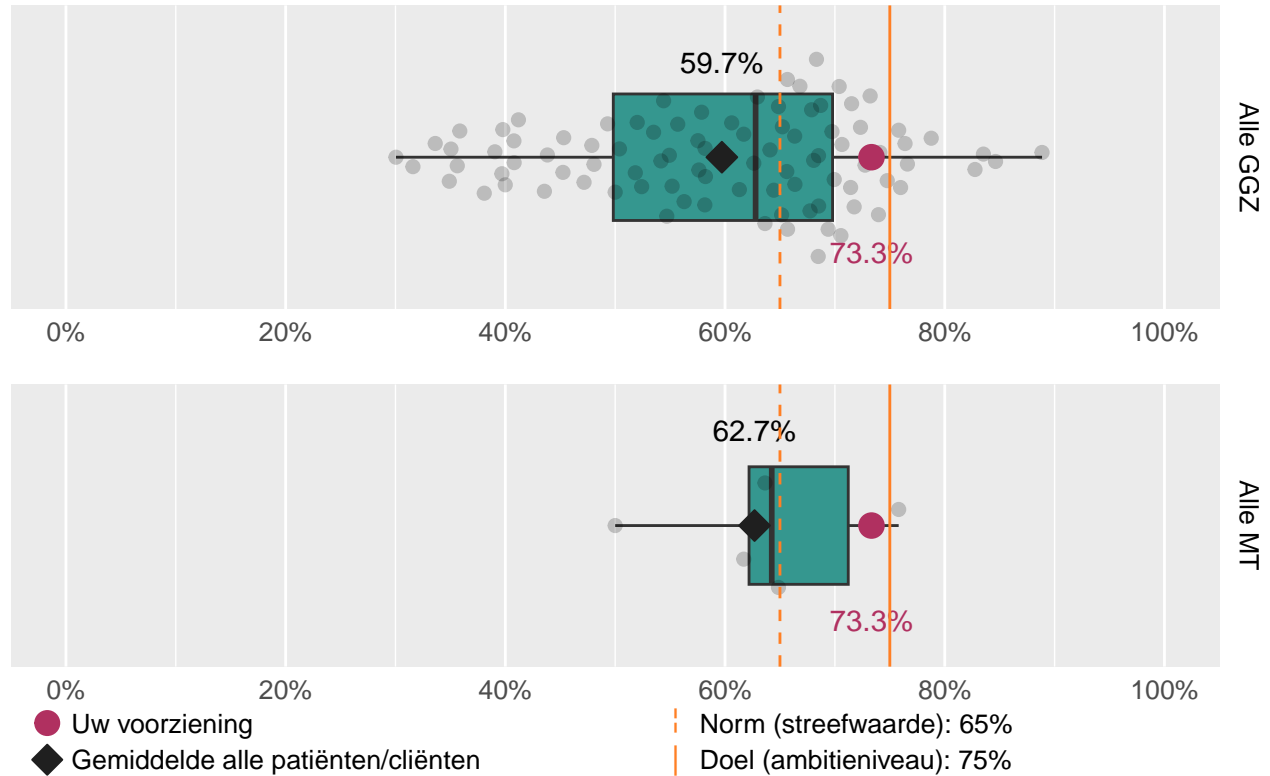 59.7%
73.3%
Alle GGZ
0% 20% 40% 60% 80% 100%
62.7%
73.3%
Alle MT
0% 20% 40% 60% 80% 100%
Uw voorziening
Gemiddelde alle patiënten/cliënten
Norm (streefwaarde): 65%
Doel (ambitieniveau): 75%